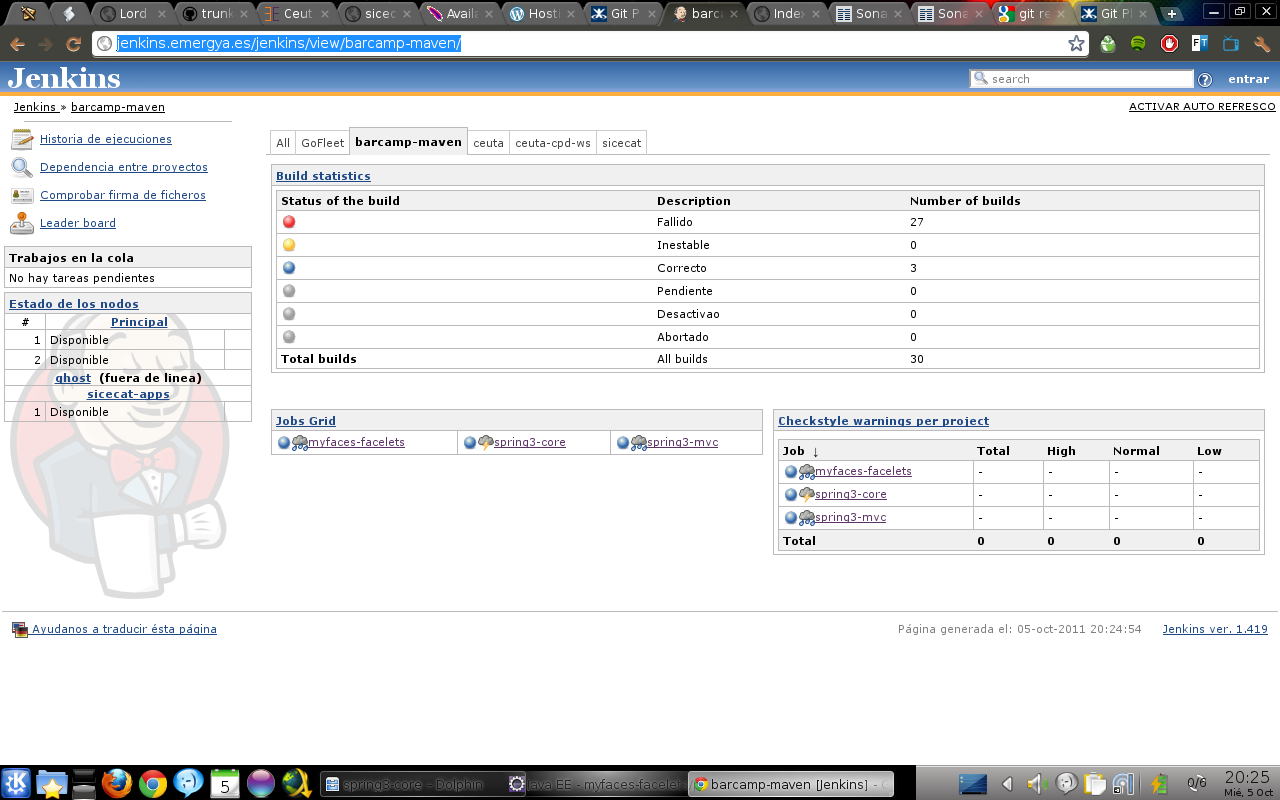 Lord
trunk
Ceut
sicec
Availa
Hosti
Git P
barca
Index
Sona
Sona
git re
Git Pl
jenkins.emergya.es/jenkins/view/barcamp-maven/
Jenkins
search
entrar
Jenkins » barcamp-maven
ACTIVAR AUTO REFRESCO
Historia de ejecuciones
Dependencia entre proyectos
Comprobar firma de ficheros
Leader board
Trabajos en la cola
No hay tareas pendientes
Estado de los nodos
# Principal
1 Disponible
2 Disponible
ghost (fuera de linea)
sicecat-apps
1 Disponible
All GoFleet barcamp-maven ceuta ceuta-cpd-ws sicecat
Build statistics
Status of the build Description Number of builds
Fallido 27
Inestable 0
Correcto 3
Pendiente 0
Desactivao 0
Abortado 0
Total builds All builds 30
Jobs Grid
myfaces-facelets spring3-core spring3-mvc
Checkstyle warnings per project
Job ↓ Total High Normal Low
myfaces-facelets - - - -
spring3-core - - - -
spring3-mvc - - - -
Total 0 0 0 0
Ayudanos a traducir ésta página
Página generada el: 05-oct-2011 20:24:54 Jenkins ver. 1.419
5
spring3-core - Dolphin
Java EE - myfaces-facelet
barcamp-maven [Jenkins] - C
0/6
20:25
Mié, 5 Oct